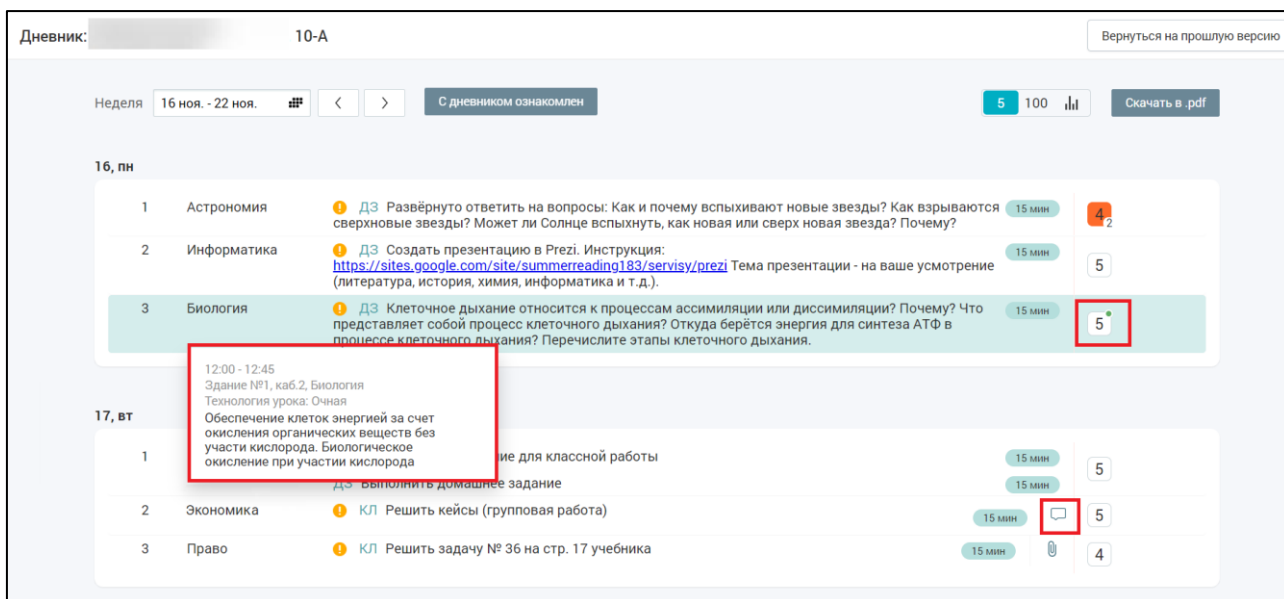 Дневник: 10-А Вернуться на прошлую версию
Неделя 16 ноя. - 22 ноя. С дневником ознакомлен 5 100 Скачать в .pdf
16, пн
1 Астрономия ДЗ Развёрнуто ответить на вопросы: Как и почему вспыхивают новые звезды? Как взрываются 15 мин 4 2
сверхновые звезды? Может ли Солнце вспыхнуть, как новая или сверх новая звезда? Почему?
2 Информатика ДЗ Создать презентацию в Prezi. Инструкция: 15 мин 5
https://sites.google.com/site/summerreading183/servisy/prezi Тема презентации - на ваше усмотрение
(литература, история, химия, информатика и т.д.).
3 Биология ДЗ Клеточное дыхание относится к процессам ассимиляции или диссимиляции? Почему? Что 15 мин 5
представляет собой процесс клеточного дыхания? Откуда берётся энергия для синтеза АТФ в
процессе клеточного дыхания? Перечислите этапы клеточного дыхания.
12:00 - 12:45
Здание №1, каб.2, Биология
Технология урока: Очная
Обеспечение клеток энергией за счет
окисления органических веществ без
участи кислорода. Биологическое
окисление при участии кислорода
17, вт
1 ие для классной работы 15 мин 5
ДЗ Выполнить домашнее задание 15 мин
2 Экономика КЛ Решить кейсы (групповая работа) 15 мин 5
3 Право КЛ Решить задачу № 36 на стр. 17 учебника 15 мин 4